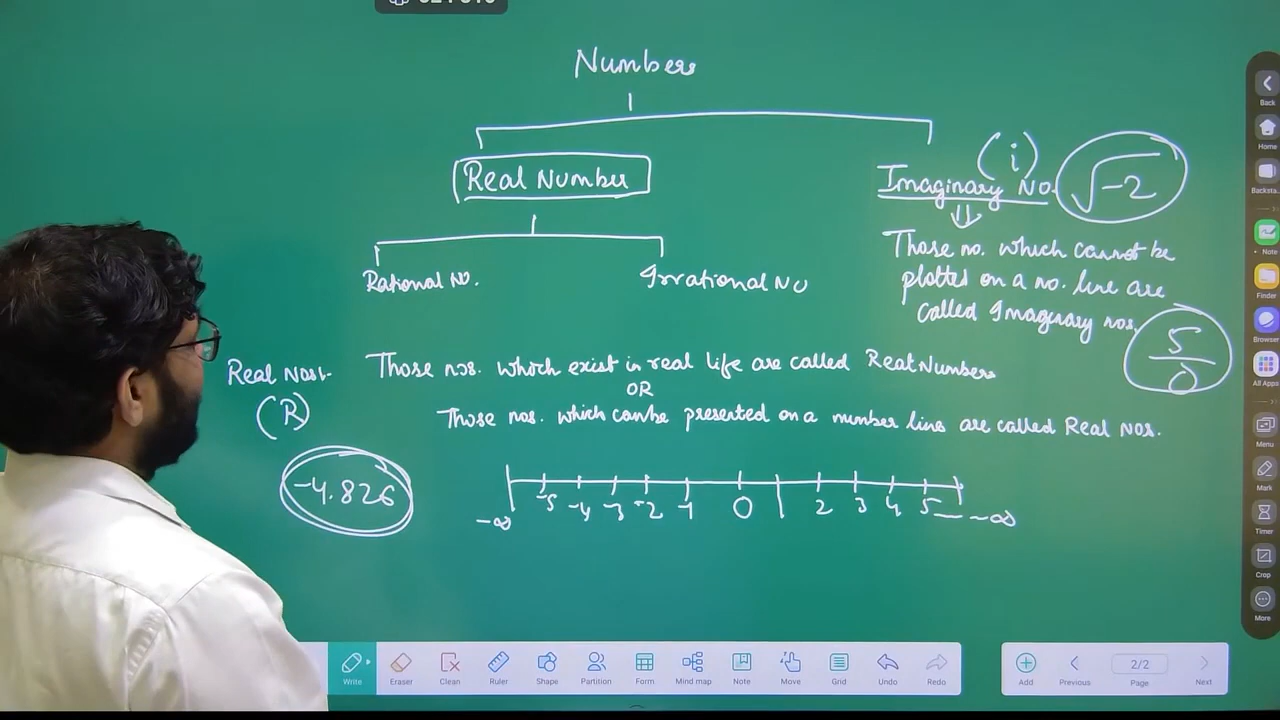 Numbers
Real Number
(i)
Imaginary No.
√-2
Rational No.
Irrational No
Those no. which cannot be
plotted on a no. line are
called Imaginary nos.
5/0
Real Nos:-
(R)
Those nos. which exist in real life are called Real Numbers
OR
Those nos. which can be presented on a number line are called Real Nos.
-4.826
-∞ -5 -4 -3 -2 -1 0 1 2 3 4 5 -- -∞
Back
Home
Backsta..
Note
Finder
Browser
All Apps
Menu
Mark
Timer
Crop
More
Write
Eraser
Clean
Ruler
Shape
Partition
Form
Mind map
Note
Move
Grid
Undo
Redo
Add
Previous
2/2
Page
Next